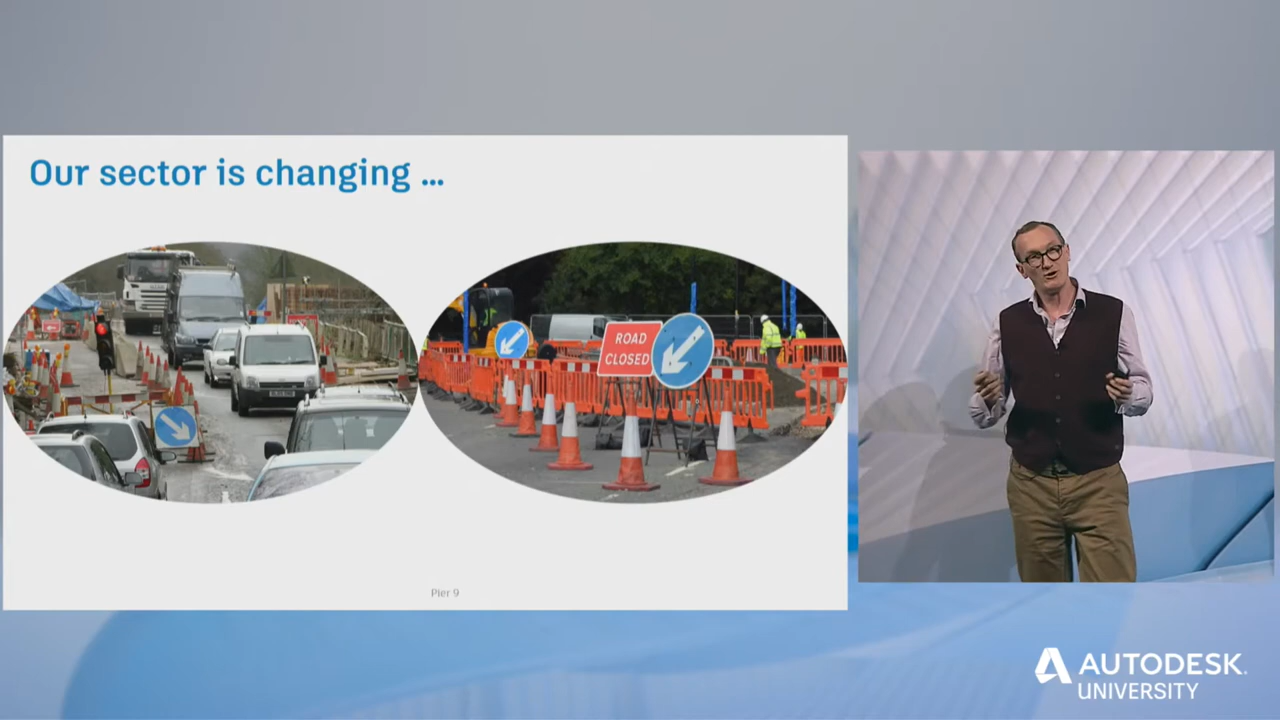 Our sector is changing ...
ROAD
CLOSED
Pier 9
AUTODESK
UNIVERSITY